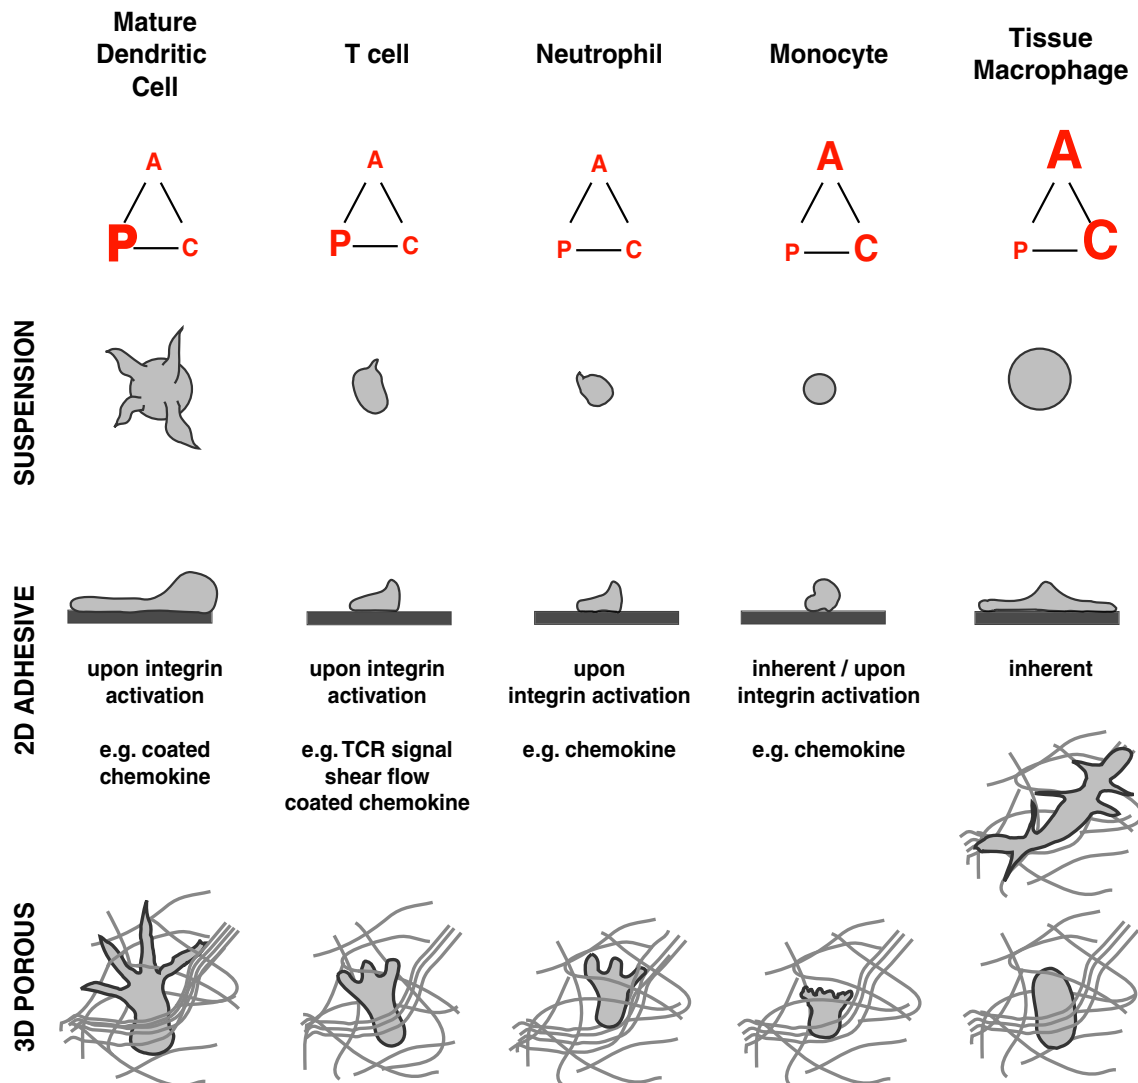 Mature
Dendritic
Cell
T cell
Neutrophil
Monocyte
Tissue
Macrophage
A
P
C
A
P
C
A
P
C
A
P
C
A
P
C
SUSPENSION
2D ADHESIVE
upon integrin
activation
e.g. coated
chemokine
upon integrin
activation
e.g. TCR signal
shear flow
coated chemokine
upon
integrin activation
e.g. chemokine
inherent / upon
integrin activation
e.g. chemokine
inherent
3D POROUS